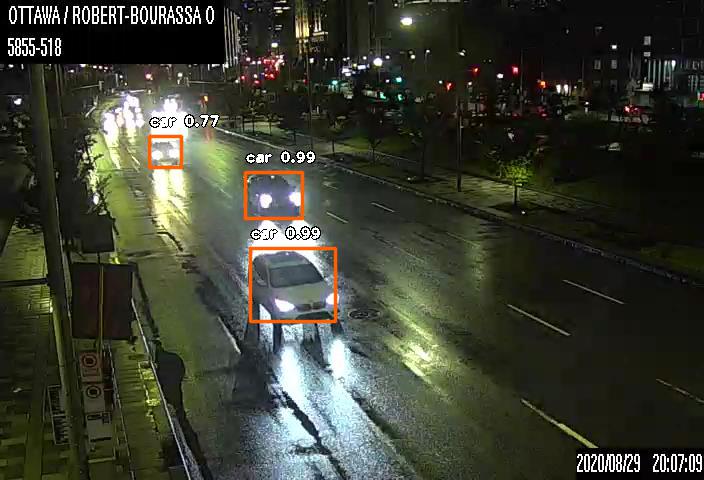 OTTAWA / ROBERT-BOURASSA O
5855-518
car 0.77
car 0.99
car 0.99
2020/08/29 20:07:09